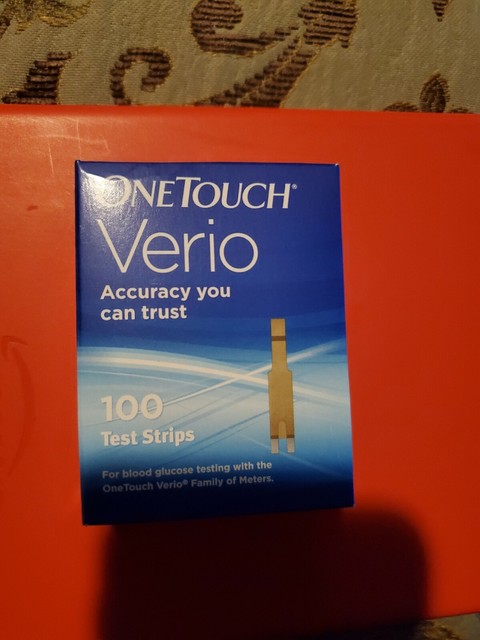 ONETOUCH®
Verio
Accuracy you
can trust
100
Test Strips
For blood glucose testing with the
OneTouch Verio® Family of Meters.